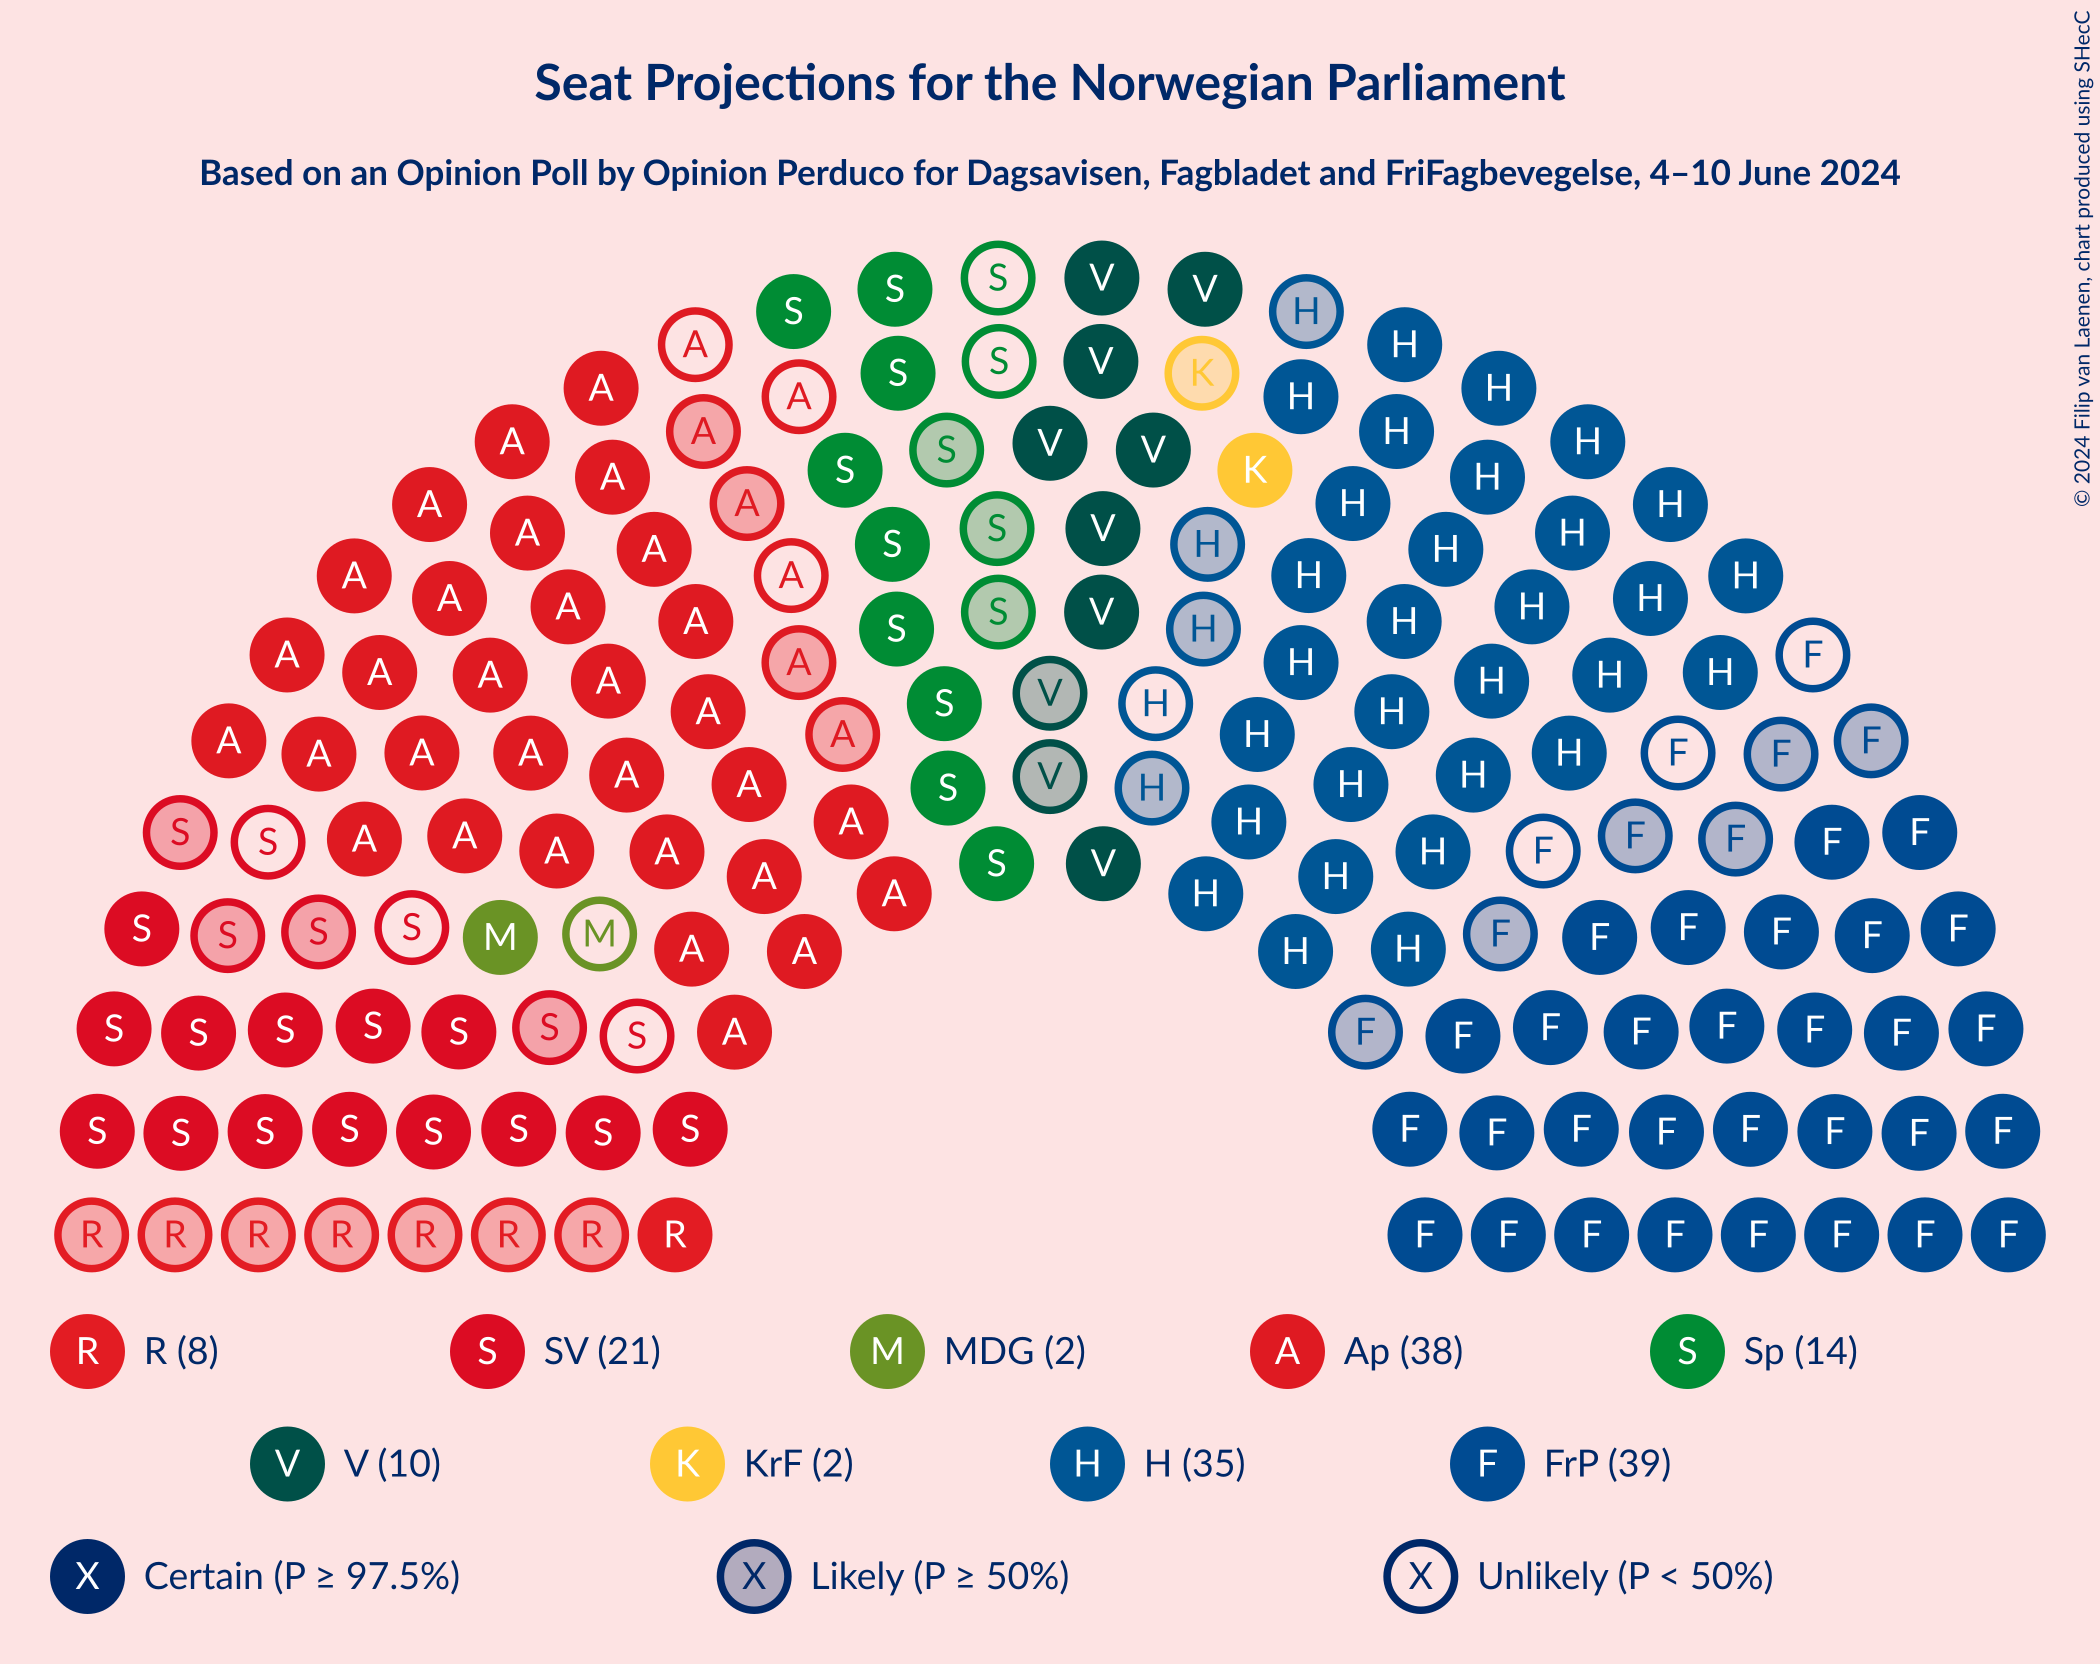 Seat Projections for the Norwegian Parliament
Based on an Opinion Poll by Opinion Perduco for Dagsavisen, Fagbladet and FriFagbevegelse, 4–10 June 2024
© 2024 Filip van Laenen, chart produced using SHecC
S S S V V H
A A A S S V K H H H
A A A S S V V K H H H
A A A A S S V H H H H H
A A A A A S S V H H H H H H
A A A A A A S V H H H H H H F
A A A A A A A S V H H H H H F F F
S S A A A A A A S V H H H F F F F F
S S S S M M A A A H H H F F F F F F
S S S S S S S A F F F F F F F F
S S S S S S S S F F F F F F F F
R R R R R R R R F F F F F F F F
R R (8) S SV (21) M MDG (2) A Ap (38) S Sp (14)
V V (10) K KrF (2) H H (35) F FrP (39)
X Certain (P ≥ 97.5%) X Likely (P ≥ 50%) X Unlikely (P < 50%)